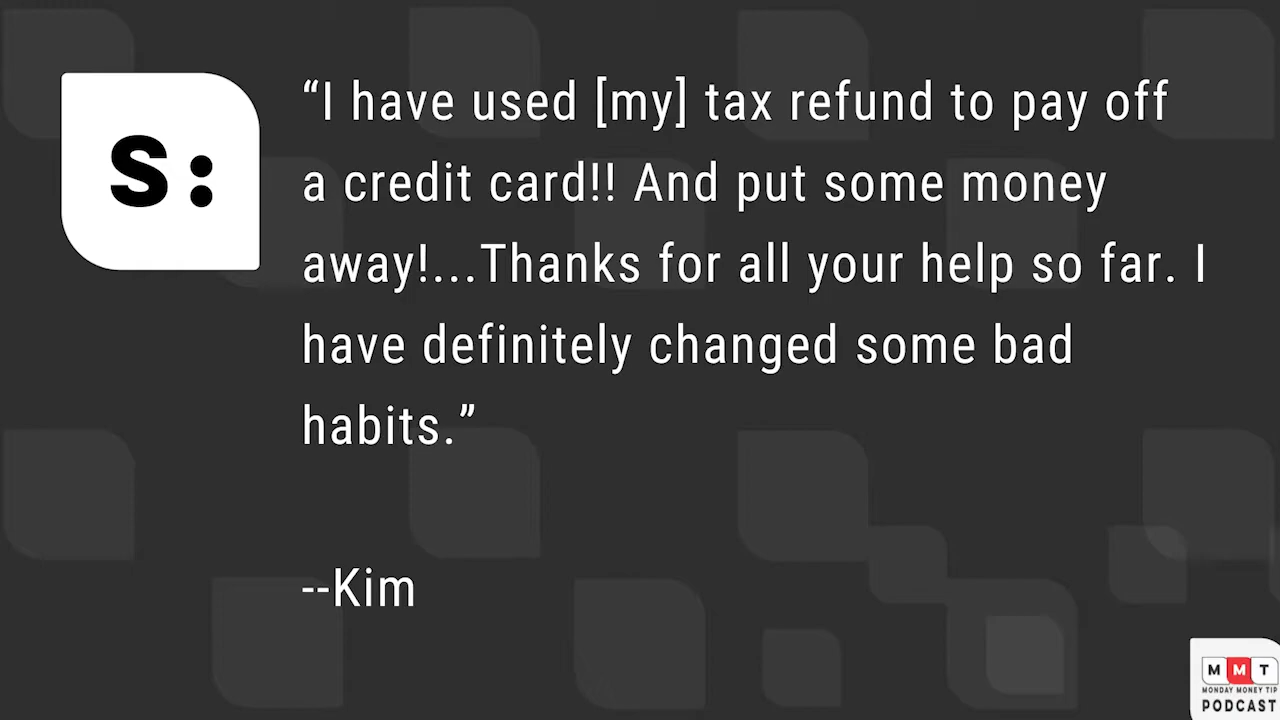 S:
“I have used [my] tax refund to pay off
a credit card!! And put some money
away!...Thanks for all your help so far. I
have definitely changed some bad
habits.”
--Kim
M M T
MONDAY MONEY TIP
PODCAST